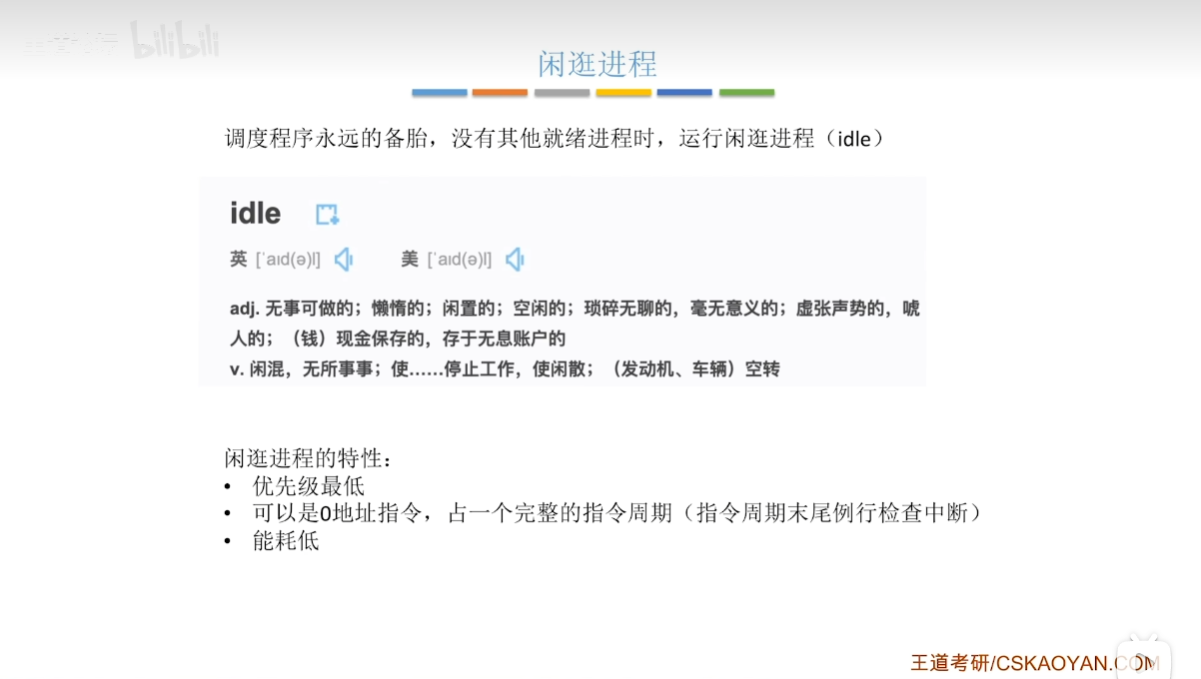 bilibili
闲逛进程
调度程序永远的备胎，没有其他就绪进程时，运行闲逛进程（idle）
idle
英 [ˈaɪd(ə)l] 美 [ˈaɪd(ə)l]
adj. 无事可做的；懒惰的；闲置的；空闲的；琐碎无聊的，毫无意义的；虚张声势的，唬
人的；（钱）现金保存的，存于无息账户的
v. 闲混，无所事事；使……停止工作，使闲散；（发动机、车辆）空转
闲逛进程的特性：
• 优先级最低
• 可以是0地址指令，占一个完整的指令周期（指令周期末尾例行检查中断）
• 能耗低
王道考研/CSKAOYAN.COM